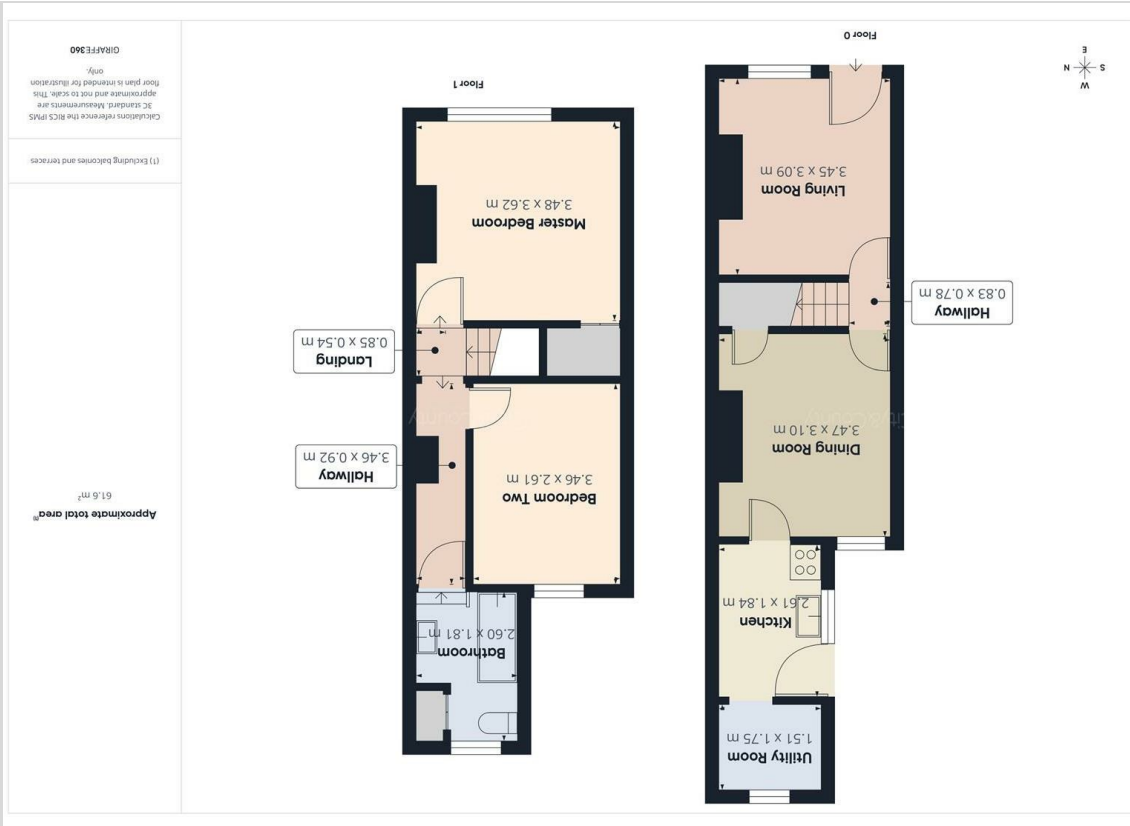 Floor 0
Utility Room
1.51 x 1.75 m
Kitchen
2.61 x 1.84 m
Dining Room
3.47 x 3.10 m
Hallway
0.83 x 0.78 m
Living Room
3.45 x 3.09 m
S
E
N
W
Floor 1
Bathroom
2.60 x 1.81 m
Bedroom Two
3.46 x 2.61 m
Hallway
3.46 x 0.92 m
Landing
0.85 x 0.54 m
Master Bedroom
3.48 x 3.62 m
Approximate total area⁽¹⁾
61.6 m²
(1) Excluding balconies and terraces
Calculations reference the RICS IPMS
3C standard. Measurements are
approximate and not to scale. This
floor plan is intended for illustration
only.
GIRAFFE360